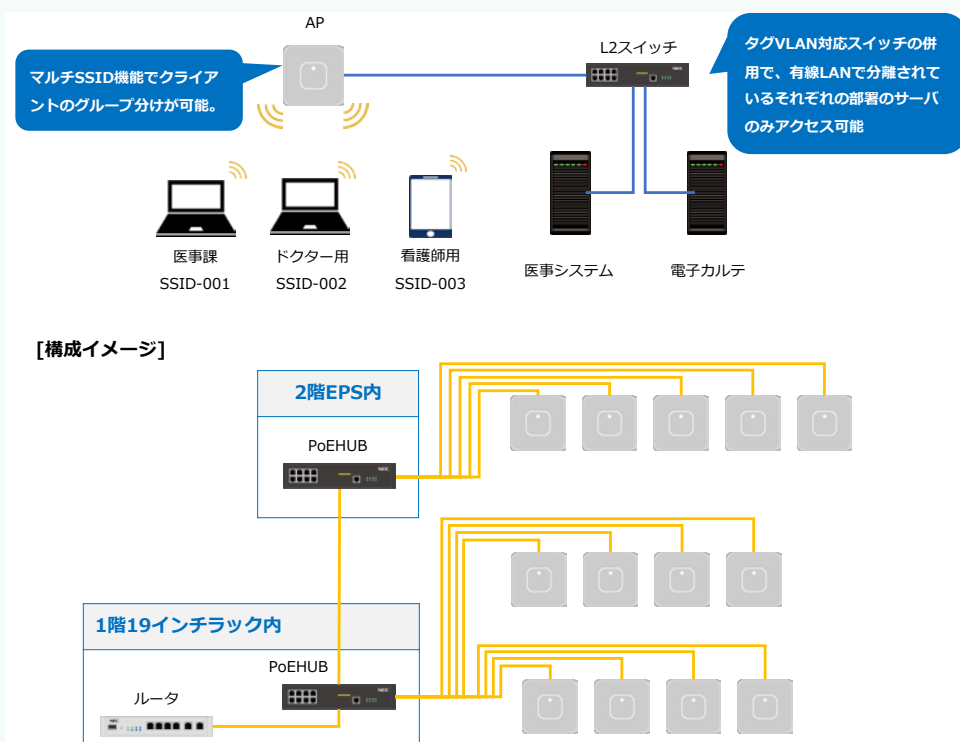 AP
L2スイッチ
マルチSSID機能でクライア
ントのグループ分けが可能。
タグVLAN対応スイッチの併
用で、有線LANで分離されて
いるそれぞれの部署のサーバ
のみアクセス可能
NEC
医事課
SSID-001
ドクター用
SSID-002
看護師用
SSID-003
医事システム
電子カルテ
[構成イメージ]
2階EPS内
PoEHUB
NEC
1階19インチラック内
PoEHUB
NEC
ルータ
NEC